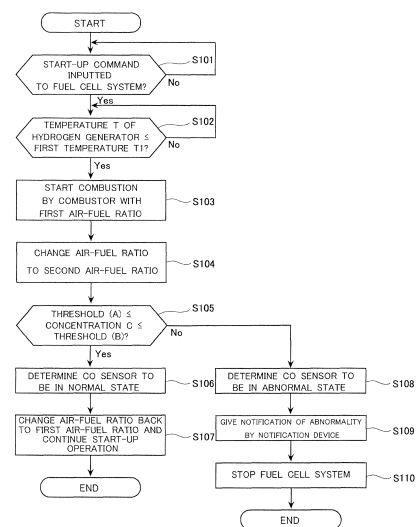 START
START-UP COMMAND
INPUTTED
TO FUEL CELL SYSTEM?
S101
No
Yes
TEMPERATURE T OF
HYDROGEN GENERATOR ≤
FIRST TEMPERATURE T1?
S102
No
Yes
START COMBUSTION
BY COMBUSTOR WITH
FIRST AIR-FUEL RATIO
S103
CHANGE AIR-FUEL RATIO
TO SECOND AIR-FUEL RATIO
S104
THRESHOLD (A) ≤
CONCENTRATION C ≤
THRESHOLD (B)?
S105
No
Yes
DETERMINE CO SENSOR TO
BE IN NORMAL STATE
S106
CHANGE AIR-FUEL RATIO BACK
TO FIRST AIR-FUEL RATIO AND
CONTINUE START-UP
OPERATION
S107
END
DETERMINE CO SENSOR TO
BE IN ABNORMAL STATE
S108
GIVE NOTIFICATION OF ABNORMALITY
BY NOTIFICATION DEVICE
S109
STOP FUEL CELL SYSTEM
S110
END